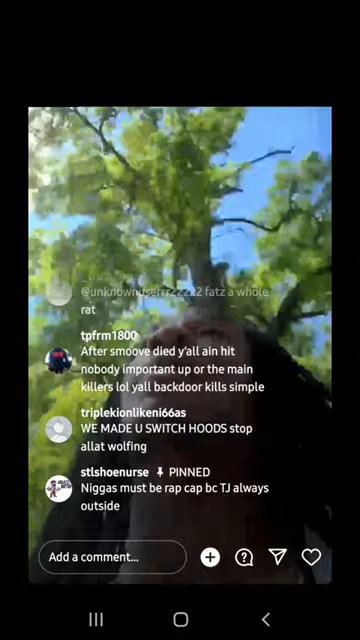 @unknownuserrr22222 fatz a whole
rat
tpfrm1800
After smoove died y'all ain hit
nobody important up or the main
killers lol yall backdoor kills simple
triplekionlikeni66as
WE MADE U SWITCH HOODS stop
allat wolfing
stlshoenurse PINNED
Niggas must be rap cap bc TJ always
outside
Add a comment...